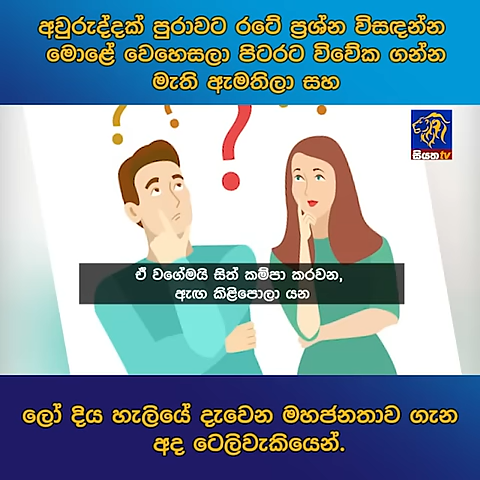 අවුරුද්දක් පුරාවට රටේ ප්‍රශ්න විසඳන්න
මොළේ වෙහෙසලා පිටරට විවේක ගන්න
මැති ඇමතිලා සහ
සියත tv
ඒ වගේමයි සිත් කම්පා කරවන,
ඇඟ කිළිපොලා යන
ලෝ දිය හැලියේ දැවෙන මහජනතාව ගැන
අද ටෙලිවැකියෙන්.